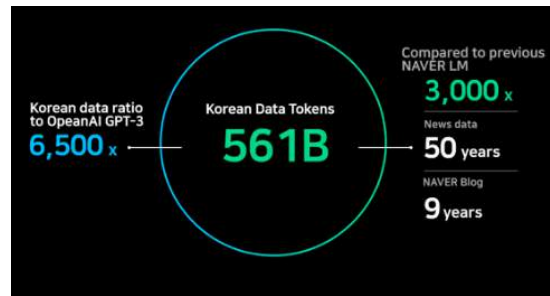 Korean data ratio
to OpeanAI GPT-3
6,500 x
Korean Data Tokens
561B
Compared to previous
NAVER LM
3,000 x
News data
50 years
NAVER Blog
9 years